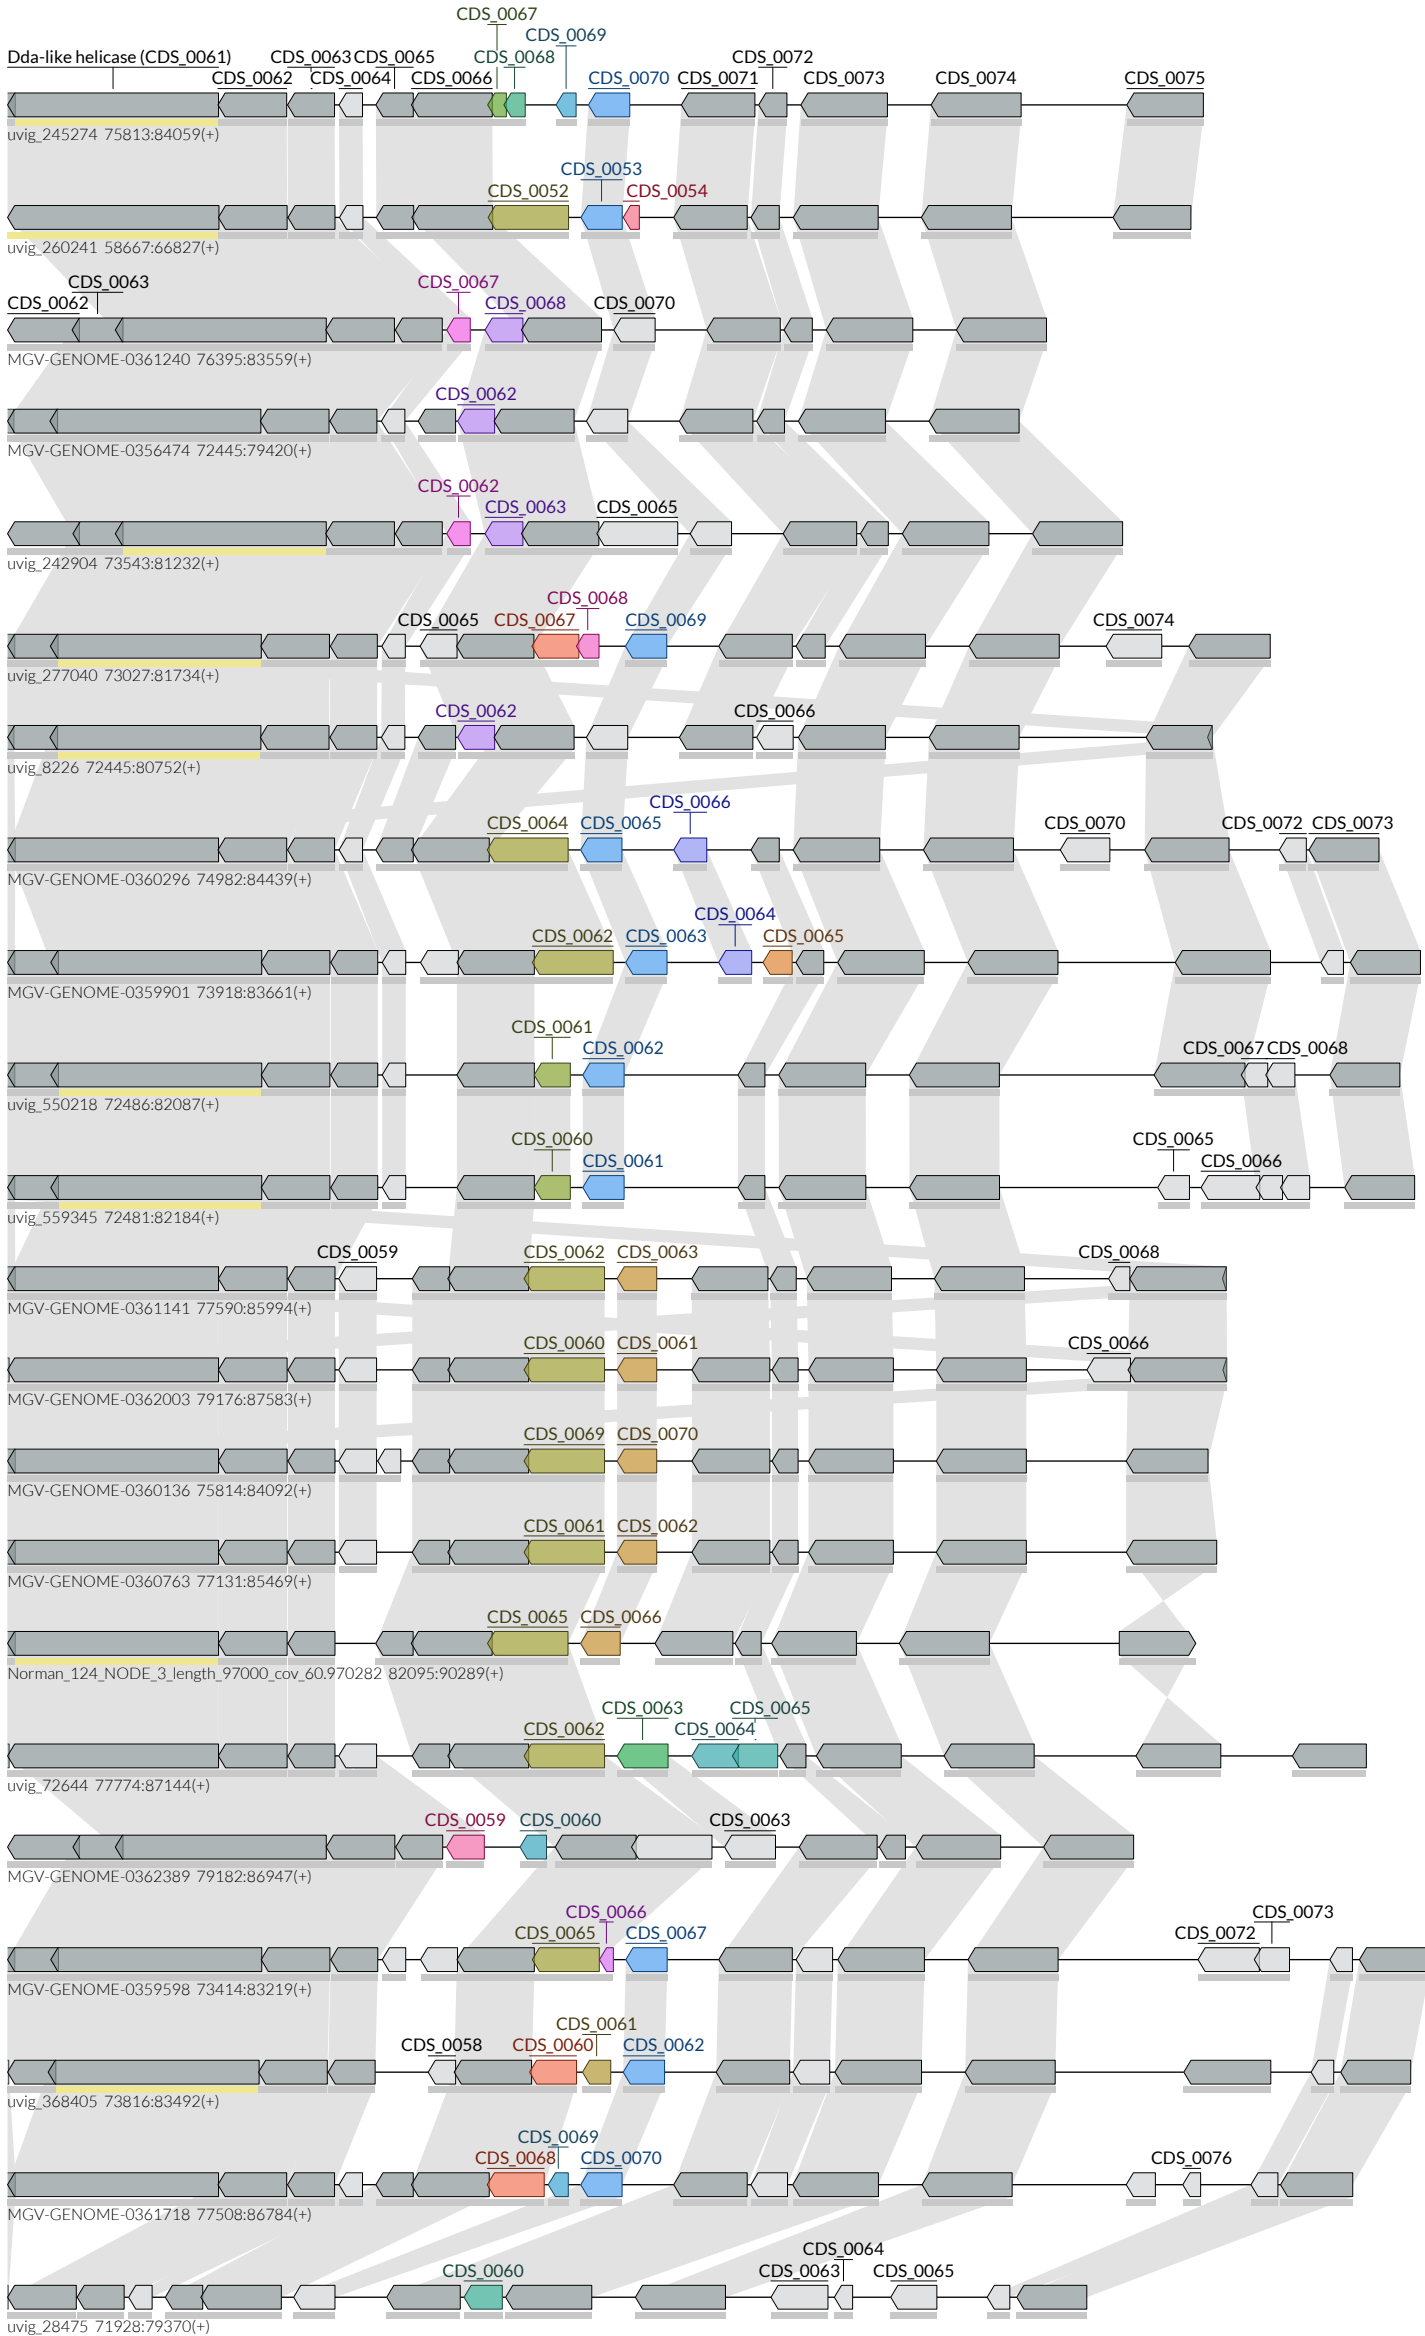 CDS_0067
CDS_0069
Dda-like helicase (CDS_0061) CDS_0063 CDS_0065 CDS_0068 CDS_0072
CDS_0062 CDS_0064 CDS_0066 CDS_0070 CDS_0071 CDS_0073 CDS_0074 CDS_0075
uvig_245274 75813:84059(+)
CDS_0053
CDS_0052 CDS_0054
uvig_260241 58667:66827(+)
CDS_0063 CDS_0067
CDS_0062 CDS_0068 CDS_0070
MGV-GENOME-0361240 76395:83559(+)
CDS_0062
MGV-GENOME-0356474 72445:79420(+)
CDS_0062
CDS_0063 CDS_0065
uvig_242904 73543:81232(+)
CDS_0068
CDS_0065 CDS_0067 CDS_0069 CDS_0074
uvig_277040 73027:81734(+)
CDS_0062 CDS_0066
uvig_8226 72445:80752(+)
CDS_0066
CDS_0064 CDS_0065 CDS_0070 CDS_0072 CDS_0073
MGV-GENOME-0360296 74982:84439(+)
CDS_0064
CDS_0062 CDS_0063 CDS_0065
MGV-GENOME-0359901 73918:83661(+)
CDS_0061
CDS_0062 CDS_0067 CDS_0068
uvig_550218 72486:82087(+)
CDS_0060 CDS_0065
CDS_0061 CDS_0066
uvig_559345 72481:82184(+)
CDS_0059 CDS_0062 CDS_0063 CDS_0068
MGV-GENOME-0361141 77590:85994(+)
CDS_0060 CDS_0061 CDS_0066
MGV-GENOME-0362003 79176:87583(+)
CDS_0069 CDS_0070
MGV-GENOME-0360136 75814:84092(+)
CDS_0061 CDS_0062
MGV-GENOME-0360763 77131:85469(+)
CDS_0065 CDS_0066
Norman_124_NODE_3_length_97000_cov_60.970282 82095:90289(+)
CDS_0063 CDS_0065
CDS_0062 CDS_0064
uvig_72644 77774:87144(+)
CDS_0059 CDS_0060 CDS_0063
MGV-GENOME-0362389 79182:86947(+)
CDS_0066 CDS_0073
CDS_0065 CDS_0067 CDS_0072
MGV-GENOME-0359598 73414:83219(+)
CDS_0061
CDS_0058 CDS_0060 CDS_0062
uvig_368405 73816:83492(+)
CDS_0069
CDS_0068 CDS_0070 CDS_0076
MGV-GENOME-0361718 77508:86784(+)
CDS_0064
CDS_0060 CDS_0063 CDS_0065
uvig_28475 71928:79370(+)